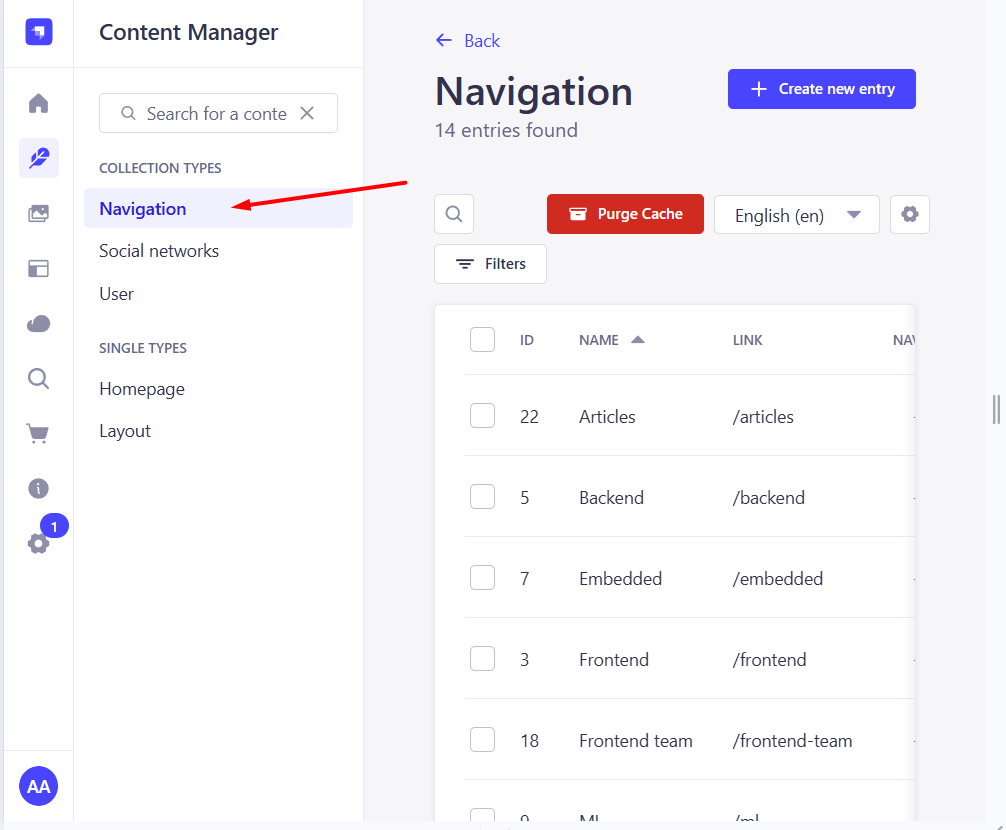 Content Manager
Search for a conte
COLLECTION TYPES
Navigation
Social networks
User
SINGLE TYPES
Homepage
Layout
1
AA
Back
Navigation
Create new entry
14 entries found
Purge Cache
English (en)
Filters
ID NAME LINK NAV
22 Articles /articles -
5 Backend /backend -
7 Embedded /embedded -
3 Frontend /frontend -
18 Frontend team /frontend-team -
9 ML /ml